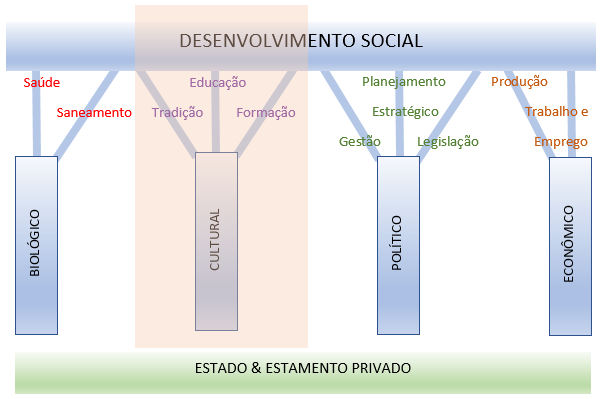 DESENVOLVIMENTO SOCIAL
Saúde
Saneamento
Educação
Tradição
Formação
Planejamento
Estratégico
Gestão
Legislação
Produção
Trabalho e
Emprego
BIOLÓGICO
CULTURAL
POLÍTICO
ECONÔMICO
ESTADO & ESTAMENTO PRIVADO